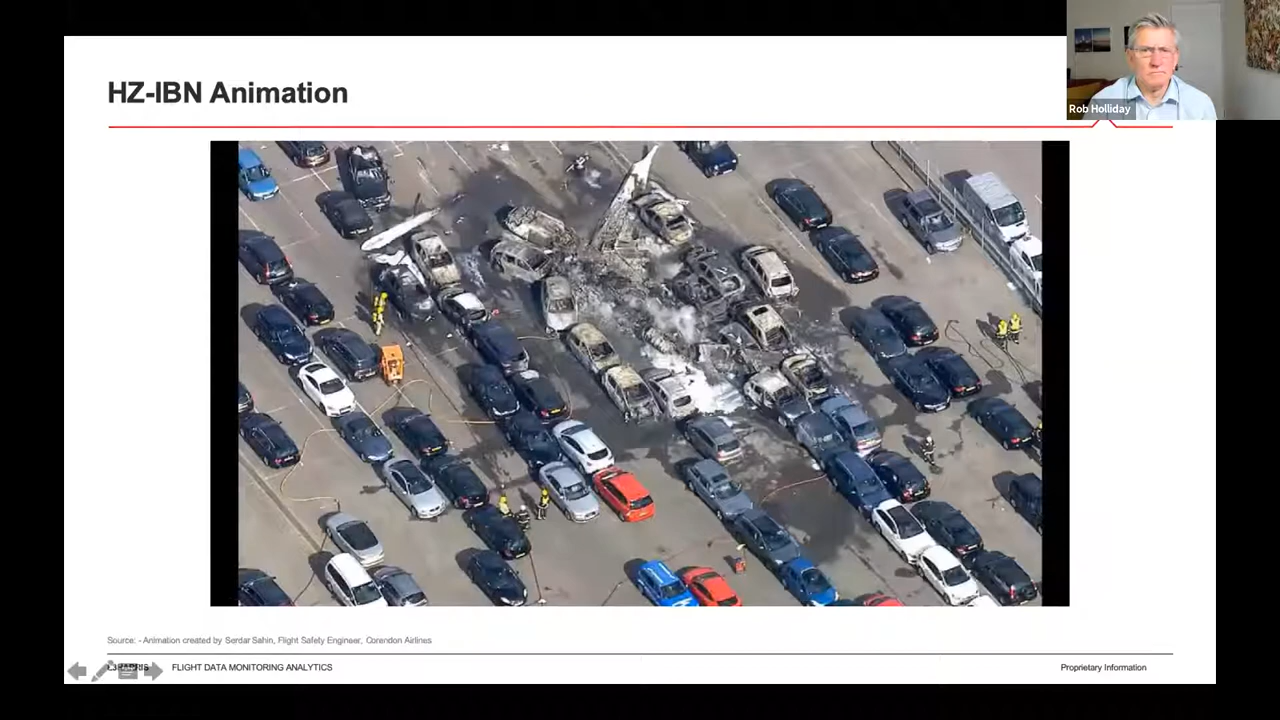 HZ-IBN Animation
Rob Holliday
Source: - Animation created by Serdar Sahin, Flight Safety Engineer, Corendon Airlines
L3HARRIS
FLIGHT DATA MONITORING ANALYTICS
Proprietary Information